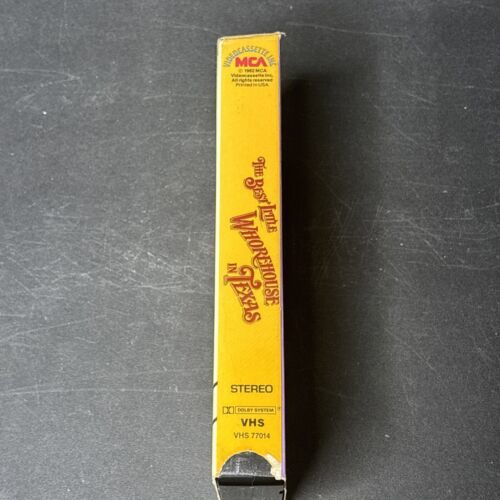 VIDEOCASSETTE INC
MCA
© 1982 MCA
Videocassette Inc.
All rights reserved
Printed in USA
THE BEST LITTLE
WHOREHOUSE
IN TEXAS
STEREO
DOLBY SYSTEM
VHS
VHS 77014